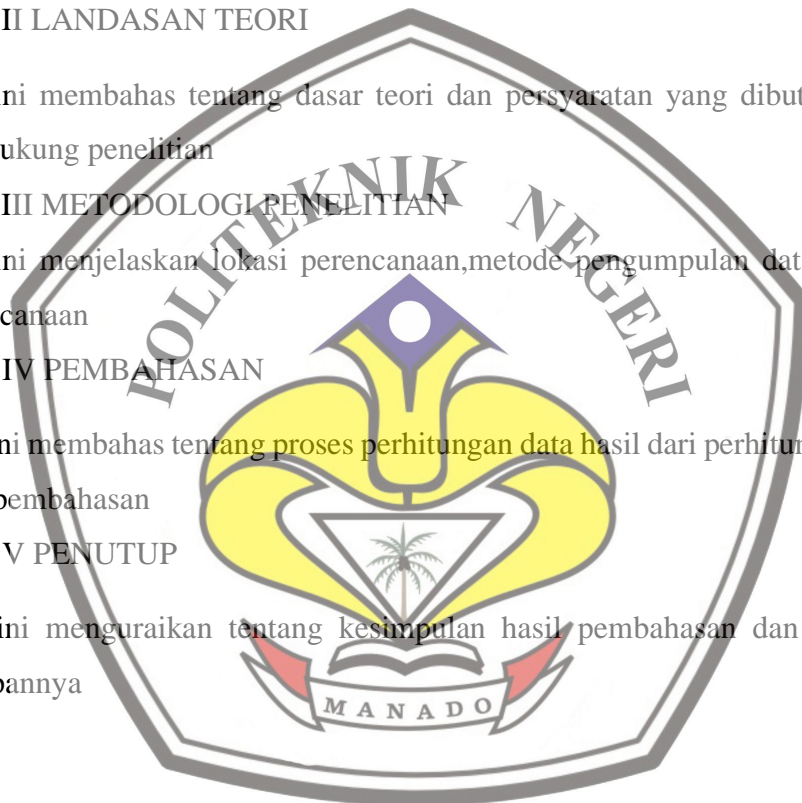 II LANDASAN TEORI
ni membahas tentang dasar teori dan persyaratan yang dibut
ukung penelitian
III METODOLOGI PENELITIAN
ni menjelaskan lokasi perencanaan,metode pengumpulan dat
canaan
IV PEMBAHASAN
ni membahas tentang proses perhitungan data hasil dari perhitun
pembahasan
V PENUTUP
ini menguraikan tentang kesimpulan hasil pembahasan dan
pannya
POLITEKNIK NEGERI
MANADO